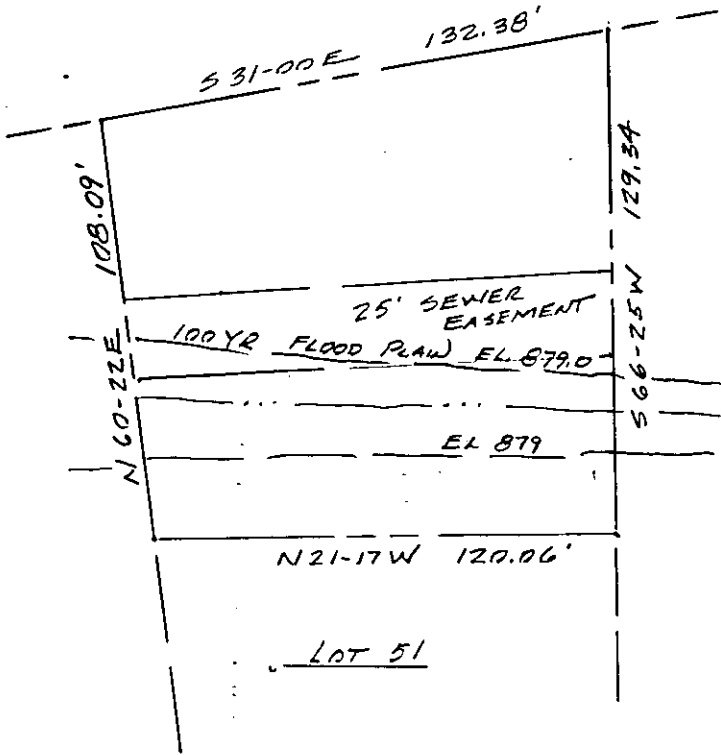 S 31-00 E 132.38'
108.09'
129.34
25' SEWER
EASEMENT
100 YR FLOOD PLAIN EL 879.0
N 60-22 E
S 66-25 W
EL 879
N 21-17 W 120.06'
LOT 51